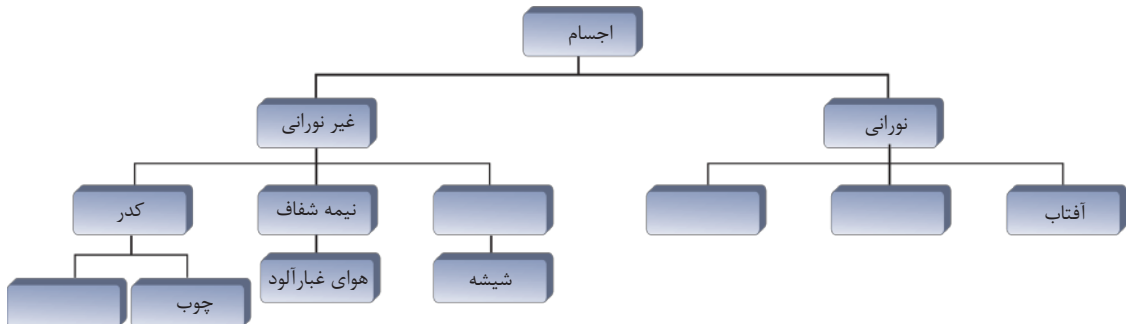 اجسام
نورانی
غیر نورانی
آفتاب
نیمه شفاف
کدر
شیشه
هوای غبارآلود
چوب